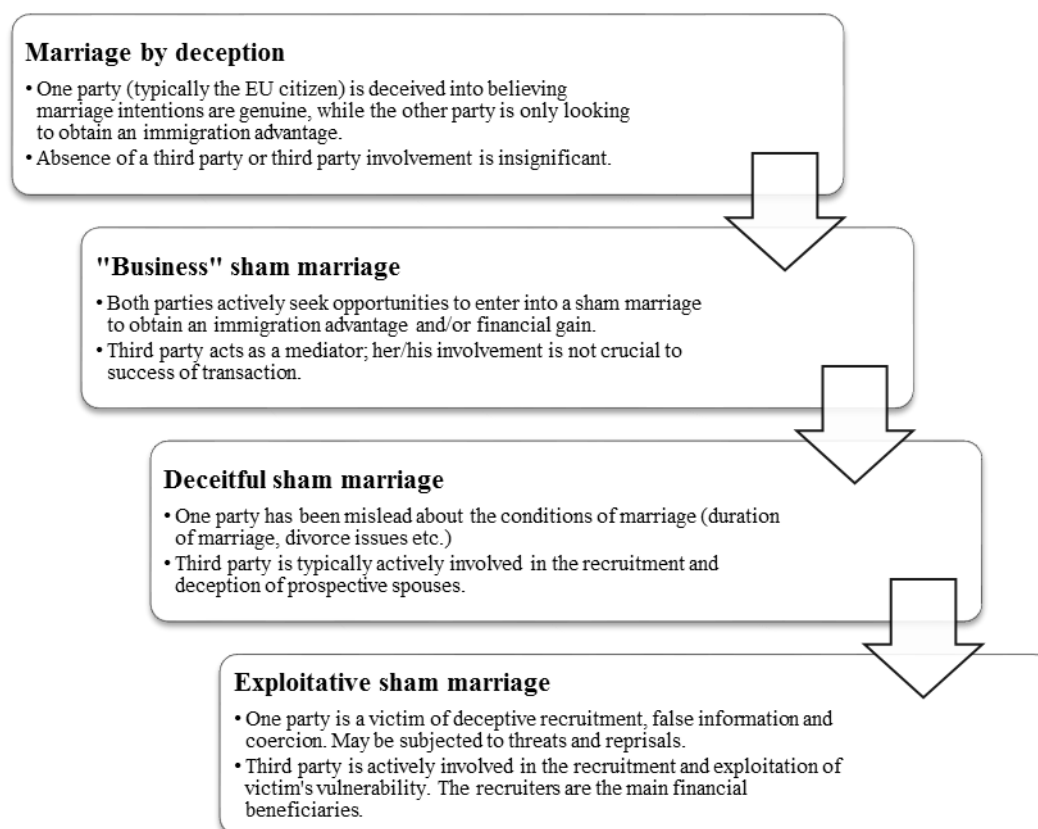 Marriage by deception
• One party (typically the EU citizen) is deceived into believing
marriage intentions are genuine, while the other party is only looking
to obtain an immigration advantage.
• Absence of a third party or third party involvement is insignificant.
"Business" sham marriage
• Both parties actively seek opportunities to enter into a sham marriage
to obtain an immigration advantage and/or financial gain.
• Third party acts as a mediator; her/his involvement is not crucial to
success of transaction.
Deceitful sham marriage
• One party has been mislead about the conditions of marriage (duration
of marriage, divorce issues etc.)
• Third party is typically actively involved in the recruitment and
deception of prospective spouses.
Exploitative sham marriage
• One party is a victim of deceptive recruitment, false information and
coercion. May be subjected to threats and reprisals.
• Third party is actively involved in the recruitment and exploitation of
victim's vulnerability. The recruiters are the main financial
beneficiaries.